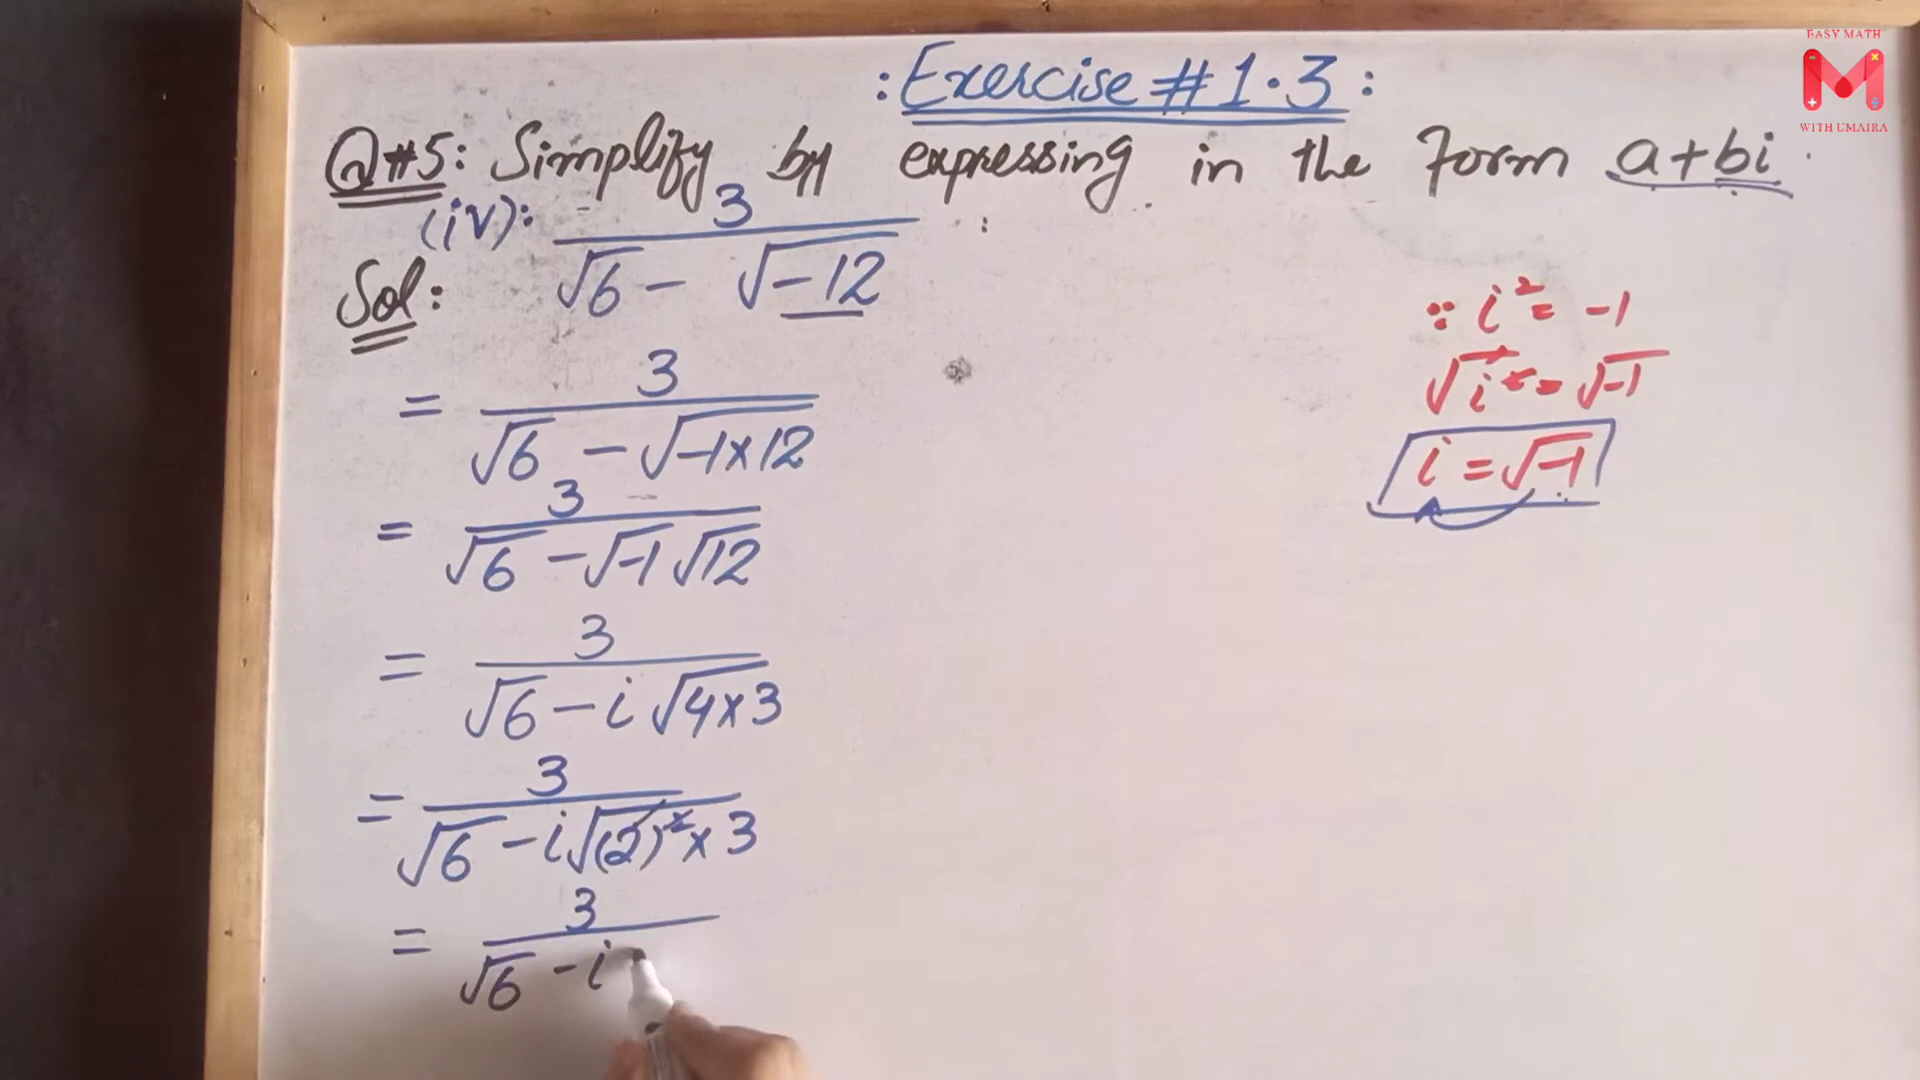 EASY MATH
M
WITH UMAIRA
:Exercise # 1.3:
Q#5: Simplify by expressing in the form a+bi.
(iv): 3
Sol: √6 - √-12
= 3
√6 - √-1×12
= 3
√6 - √-1 √12
= 3
√6 - i √4×3
= 3
√6 - i√(2)²×3
= 3
√6 - i
∵ i² = -1
√i² = √-1
i = √-1